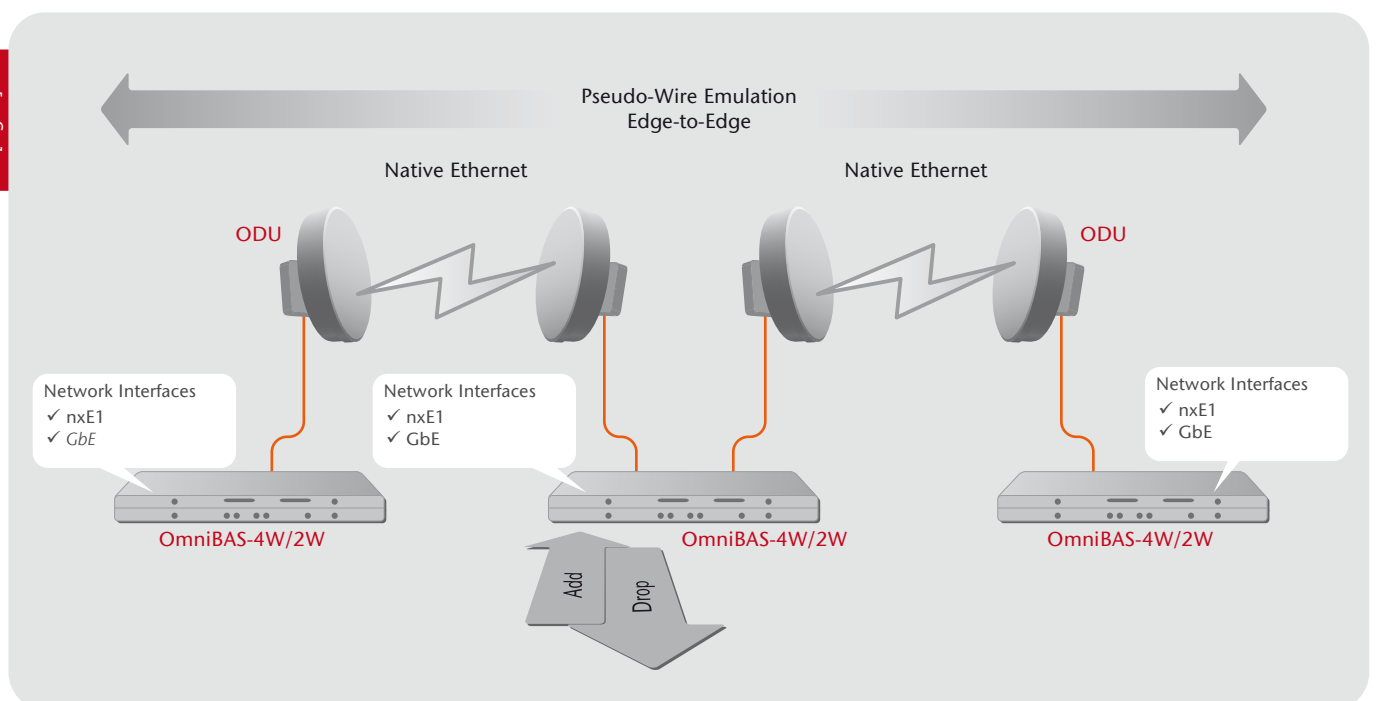 Pseudo-Wire Emulation
Edge-to-Edge
Native Ethernet
Native Ethernet
ODU
ODU
Network Interfaces
✓ nxE1
✓ GbE
Network Interfaces
✓ nxE1
✓ GbE
Network Interfaces
✓ nxE1
✓ GbE
OmniBAS-4W/2W
OmniBAS-4W/2W
OmniBAS-4W/2W
Add
Drop